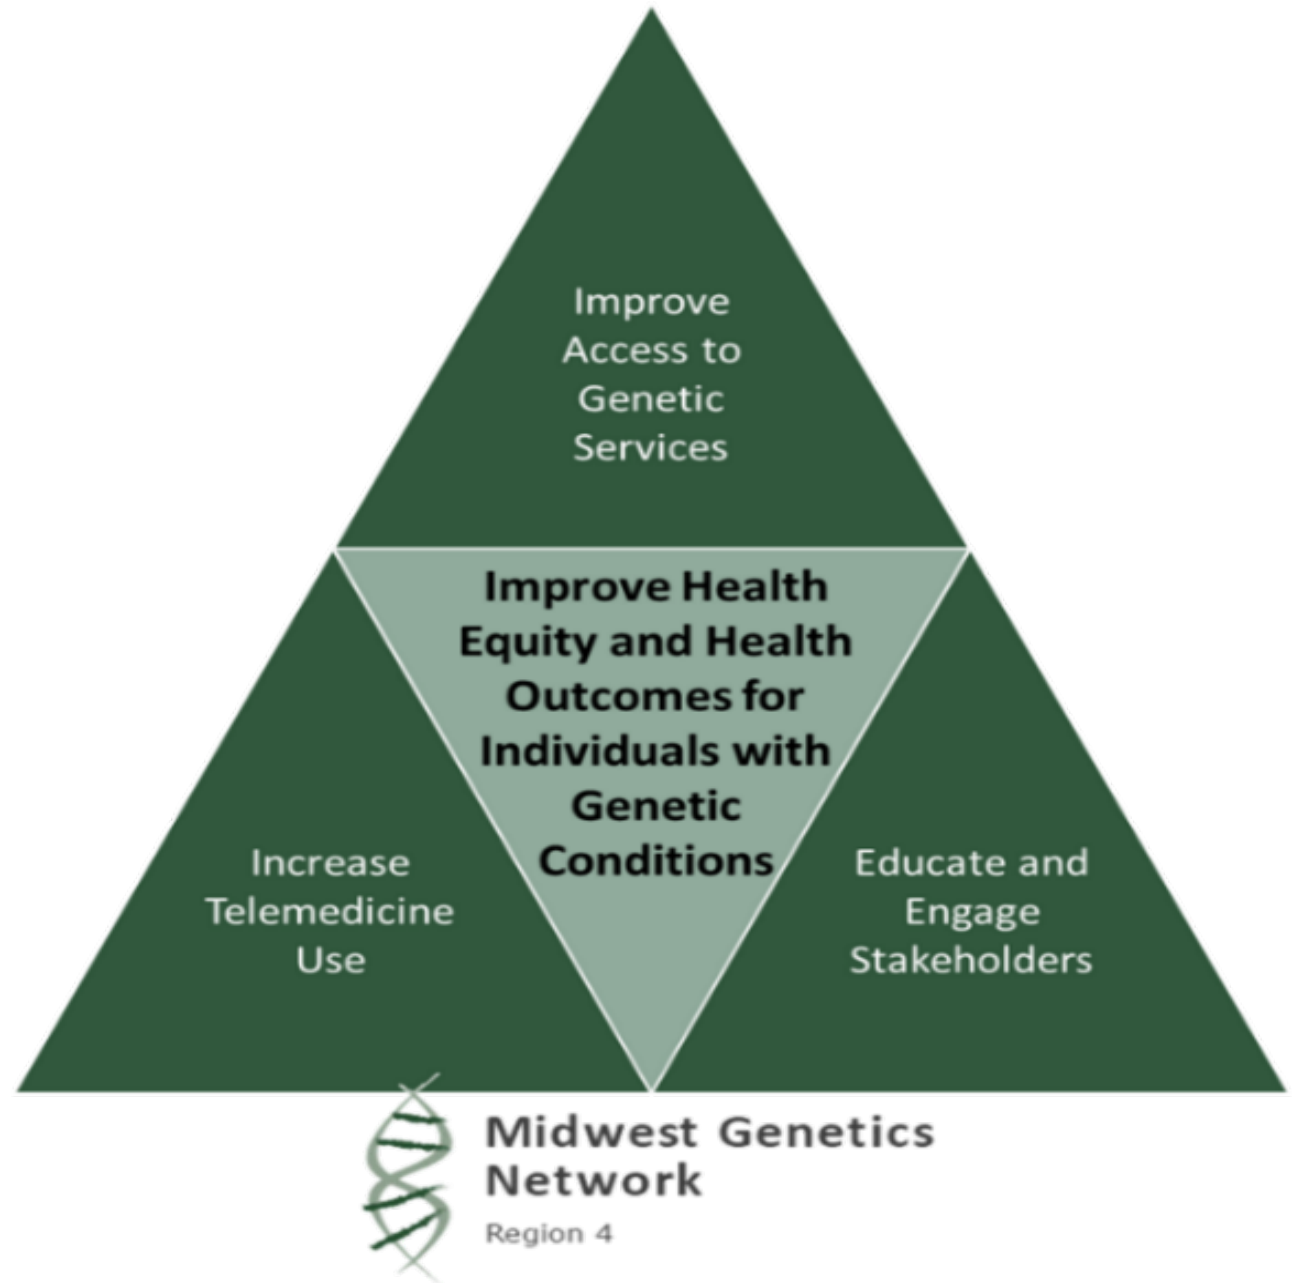 Improve
Access to
Genetic
Services
Improve Health
Equity and Health
Outcomes for
Individuals with
Genetic
Conditions
Increase
Telemedicine
Use
Educate and
Engage
Stakeholders
Midwest Genetics
Network
Region 4